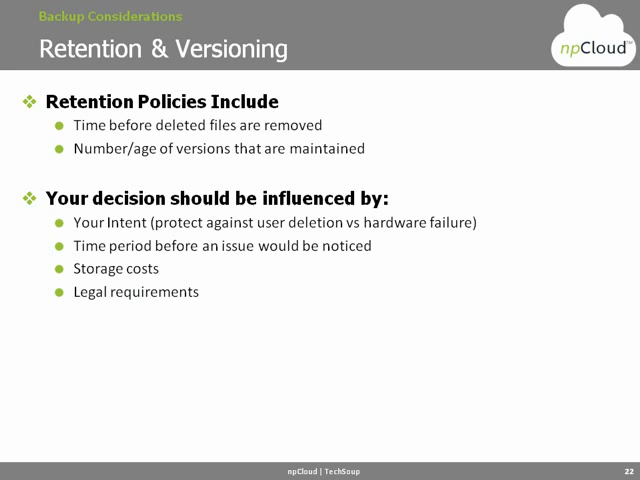 Backup Considerations
Retention & Versioning
npCloud™
Retention Policies Include
Time before deleted files are removed
Number/age of versions that are maintained
Your decision should be influenced by:
Your Intent (protect against user deletion vs hardware failure)
Time period before an issue would be noticed
Storage costs
Legal requirements
npCloud | TechSoup
22